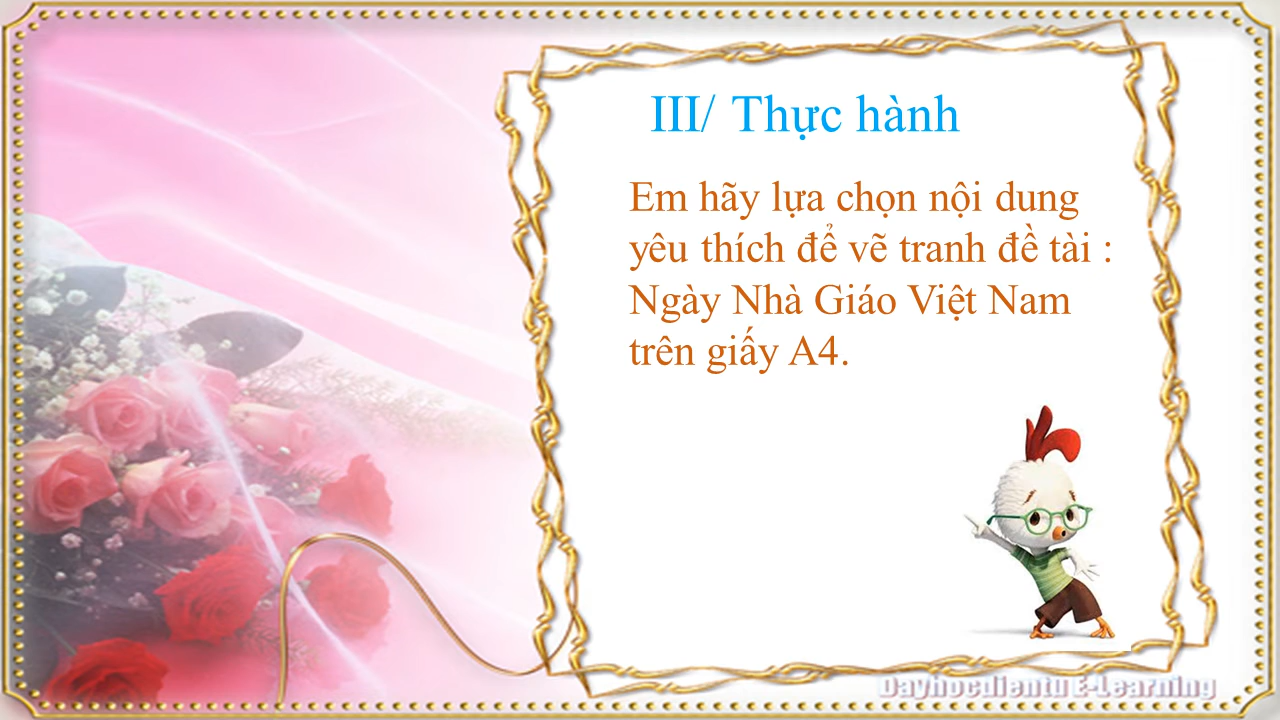 III/ Thực hành
Em hãy lựa chọn nội dung
yêu thích để vẽ tranh đề tài :
Ngày Nhà Giáo Việt Nam
trên giấy A4.
Dayhocdientu E-Learning